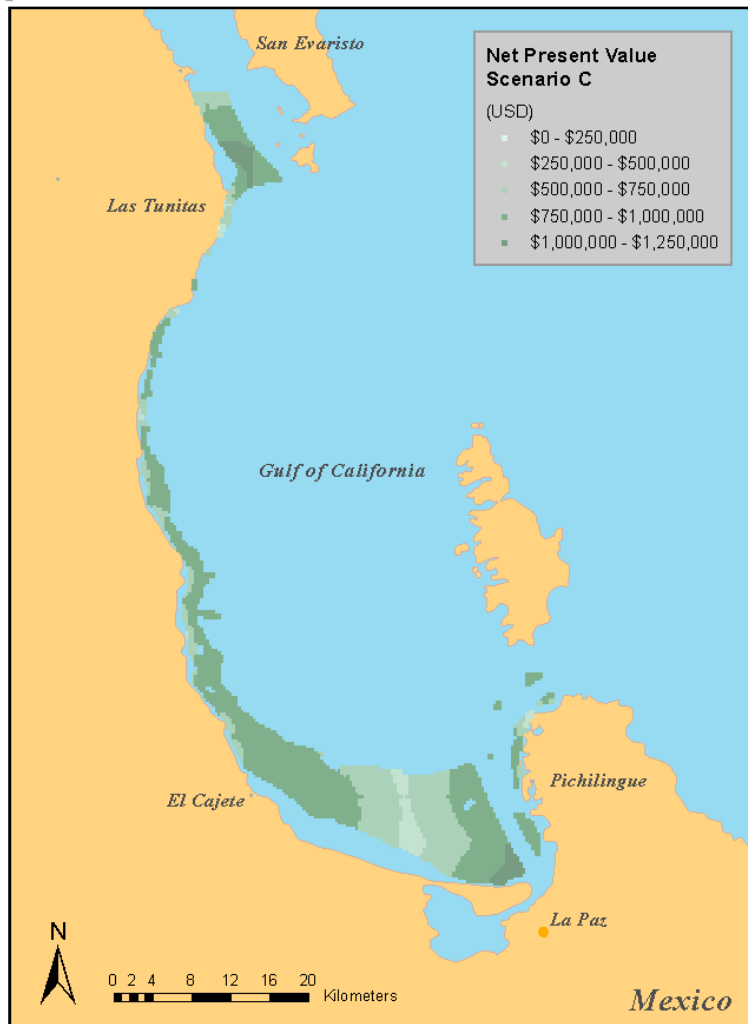 San Evaristo
Net Present Value
Scenario C
(USD)
$0 - $250,000
$250,000 - $500,000
$500,000 - $750,000
$750,000 - $1,000,000
$1,000,000 - $1,250,000
Las Tunitas
Gulf of California
Pichilingue
El Cajete
La Paz
N
0 2 4 8 12 16 20
Kilometers
Mexico